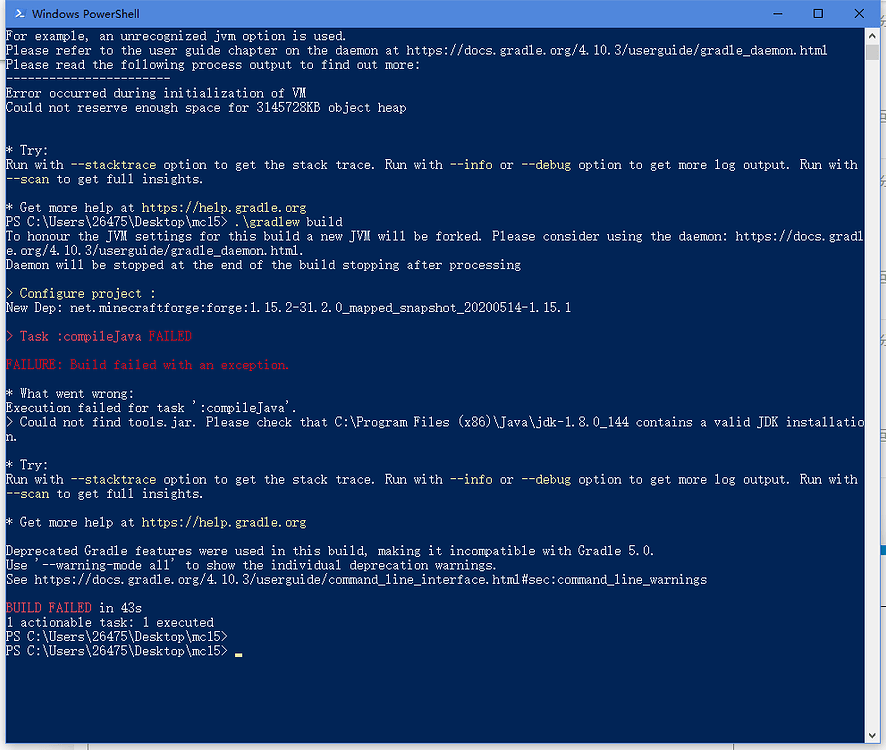 Windows PowerShell
For example, an unrecognized jvm option is used.
Please refer to the user guide chapter on the daemon at https://docs.gradle.org/4.10.3/userguide/gradle_daemon.html
Please read the following process output to find out more:
-----------------------
Error occurred during initialization of VM
Could not reserve enough space for 3145728KB object heap
* Try:
Run with --stacktrace option to get the stack trace. Run with --info or --debug option to get more log output. Run with
--scan to get full insights.
* Get more help at https://help.gradle.org
PS C:\Users\26475\Desktop\mc15> .\gradlew build
To honour the JVM settings for this build a new JVM will be forked. Please consider using the daemon: https://docs.gradl
e.org/4.10.3/userguide/gradle_daemon.html.
Daemon will be stopped at the end of the build stopping after processing
> Configure project :
New Dep: net.minecraftforge:forge:1.15.2-31.2.0_mapped_snapshot_20200514-1.15.1
> Task :compileJava FAILED
FAILURE: Build failed with an exception.
* What went wrong:
Execution failed for task ':compileJava'.
> Could not find tools.jar. Please check that C:\Program Files (x86)\Java\jdk-1.8.0_144 contains a valid JDK installatio
n.
* Try:
Run with --stacktrace option to get the stack trace. Run with --info or --debug option to get more log output. Run with
--scan to get full insights.
* Get more help at https://help.gradle.org
Deprecated Gradle features were used in this build, making it incompatible with Gradle 5.0.
Use '--warning-mode all' to show the individual deprecation warnings.
See https://docs.gradle.org/4.10.3/userguide/command_line_interface.html#sec:command_line_warnings
BUILD FAILED in 43s
1 actionable task: 1 executed
PS C:\Users\26475\Desktop\mc15>
PS C:\Users\26475\Desktop\mc15>